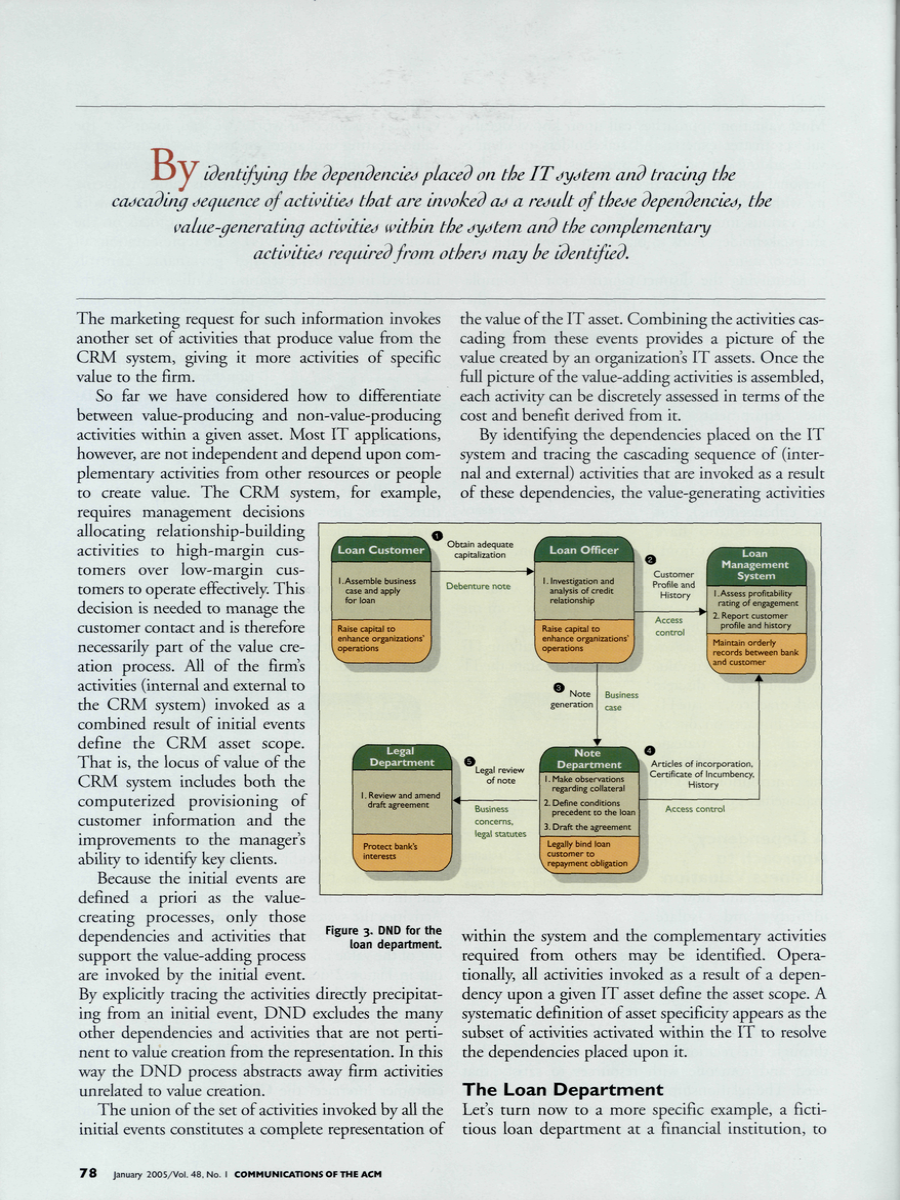 By identifying the dependencies placed on the IT system and tracing the
cascading sequence of activities that are invoked as a result of these dependencies, the
value-generating activities within the system and the complementary
activities required from others may be identified.
The marketing request for such information invokes
another set of activities that produce value from the
CRM system, giving it more activities of specific
value to the firm.
So far we have considered how to differentiate
between value-producing and non-value-producing
activities within a given asset. Most IT applications,
however, are not independent and depend upon com-
plementary activities from other resources or people
to create value. The CRM system, for example,
requires management decisions
allocating relationship-building
activities to high-margin cus-
tomers over low-margin cus-
tomers to operate effectively. This
decision is needed to manage the
customer contact and is therefore
necessarily part of the value cre-
ation process. All of the firm's
activities (internal and external to
the CRM system) invoked as a
combined result of initial events
define the CRM asset scope.
That is, the locus of value of the
CRM system includes both the
computerized provisioning of
customer information and the
improvements to the manager's
ability to identify key clients.
Because the initial events are
defined a priori as the value-
creating processes, only those
dependencies and activities that
support the value-adding process
are invoked by the initial event.
By explicitly tracing the activities directly precipitat-
ing from an initial event, DND excludes the many
other dependencies and activities that are not perti-
nent to value creation from the representation. In this
way the DND process abstracts away firm activities
unrelated to value creation.
The union of the set of activities invoked by all the
initial events constitutes a complete representation of
the value of the IT asset. Combining the activities cas-
cading from these events provides a picture of the
value created by an organization's IT assets. Once the
full picture of the value-adding activities is assembled,
each activity can be discretely assessed in terms of the
cost and benefit derived from it.
By identifying the dependencies placed on the IT
system and tracing the cascading sequence of (inter-
nal and external) activities that are invoked as a result
of these dependencies, the value-generating activities
Loan Customer
1. Assemble business
case and apply
for loan
Raise capital to
enhance organizations'
operations
1
Obtain adequate
capitalization
Debenture note
Loan Officer
1. Investigation and
analysis of credit
relationship
Raise capital to
enhance organizations'
operations
2
Customer
Profile and
History
Access
control
Loan
Management
System
1. Assess profitability
rating of engagement
2. Report customer
profile and history
Maintain orderly
records between bank
and customer
3 Note
generation
Business
case
Legal
Department
1. Review and amend
draft agreement
Protect bank's
interests
5
Legal review
of note
Business
concerns,
legal statutes
Note
Department
1. Make observations
regarding collateral
2. Define conditions
precedent to the loan
3. Draft the agreement
Legally bind loan
customer to
repayment obligation
4
Articles of incorporation,
Certificate of Incumbency,
History
Access control
Figure 3. DND for the
loan department.
within the system and the complementary activities
required from others may be identified. Opera-
tionally, all activities invoked as a result of a depen-
dency upon a given IT asset define the asset scope. A
systematic definition of asset specificity appears as the
subset of activities activated within the IT to resolve
the dependencies placed upon it.
The Loan Department
Let's turn now to a more specific example, a ficti-
tious loan department at a financial institution, to
78 January 2005/Vol. 48, No. 1 COMMUNICATIONS OF THE ACM